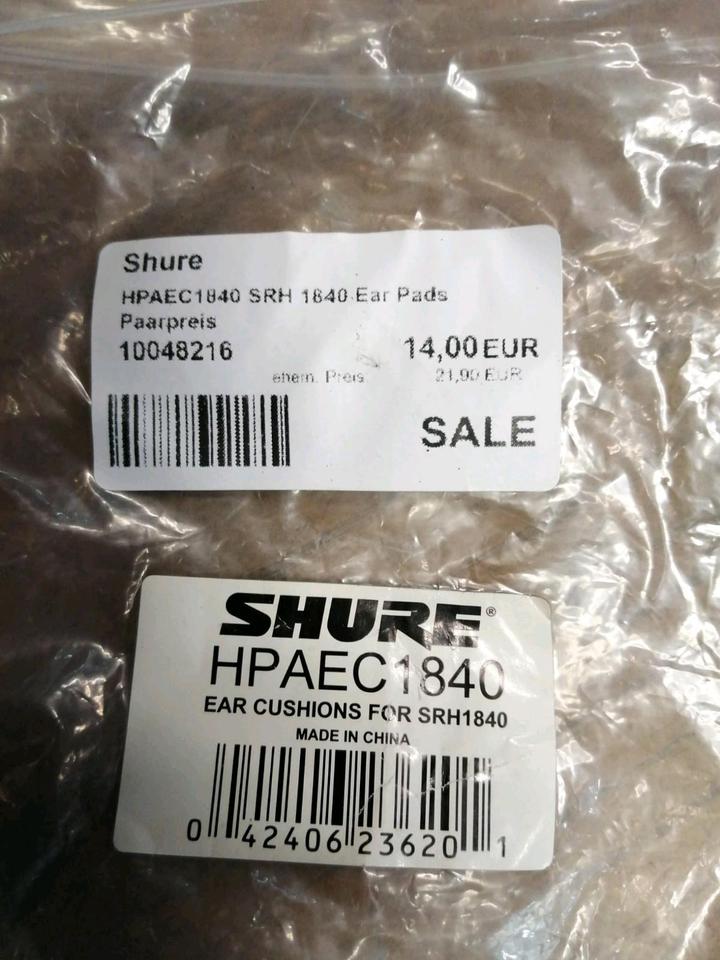 Shure
HPAEC1840 SRH 1840 Ear Pads
Paarpreis
10048216 14,00 EUR
ehem. Preis 21,90 EUR
SALE
SHURE®
HPAEC1840
EAR CUSHIONS FOR SRH1840
MADE IN CHINA
0 42406 23620 1